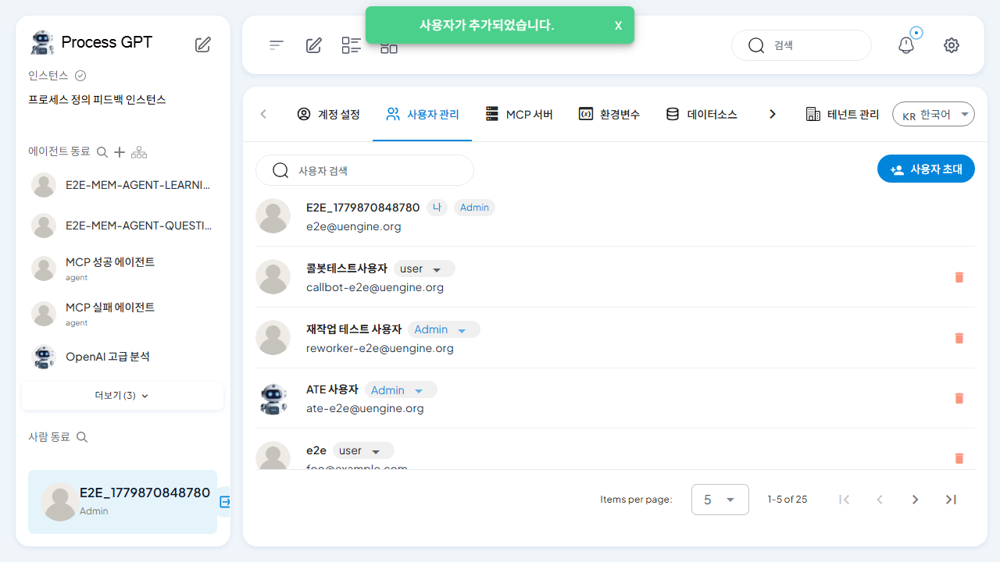 사용자가 추가되었습니다.
X
Process GPT
검색
인스턴스
프로세스 정의 피드백 인스턴스
계정 설정
사용자 관리
MCP 서버
환경변수
데이터소스
테넌트 관리
KR 한국어
에이전트 동료
사용자 검색
사용자 초대
E2E-MEM-AGENT-LEARNI...
E2E-MEM-AGENT-QUESTI...
MCP 성공 에이전트
agent
MCP 실패 에이전트
agent
OpenAI 고급 분석
더보기 (3)
사람 동료
E2E_1779870848780
Admin
E2E_1779870848780 나 Admin
e2e@uengine.org
콜봇테스트사용자 user
callbot-e2e@uengine.org
재작업 테스트 사용자 Admin
reworker-e2e@uengine.org
ATE 사용자 Admin
ate-e2e@uengine.org
e2e user
foo@example.com
Items per page: 5 1-5 of 25